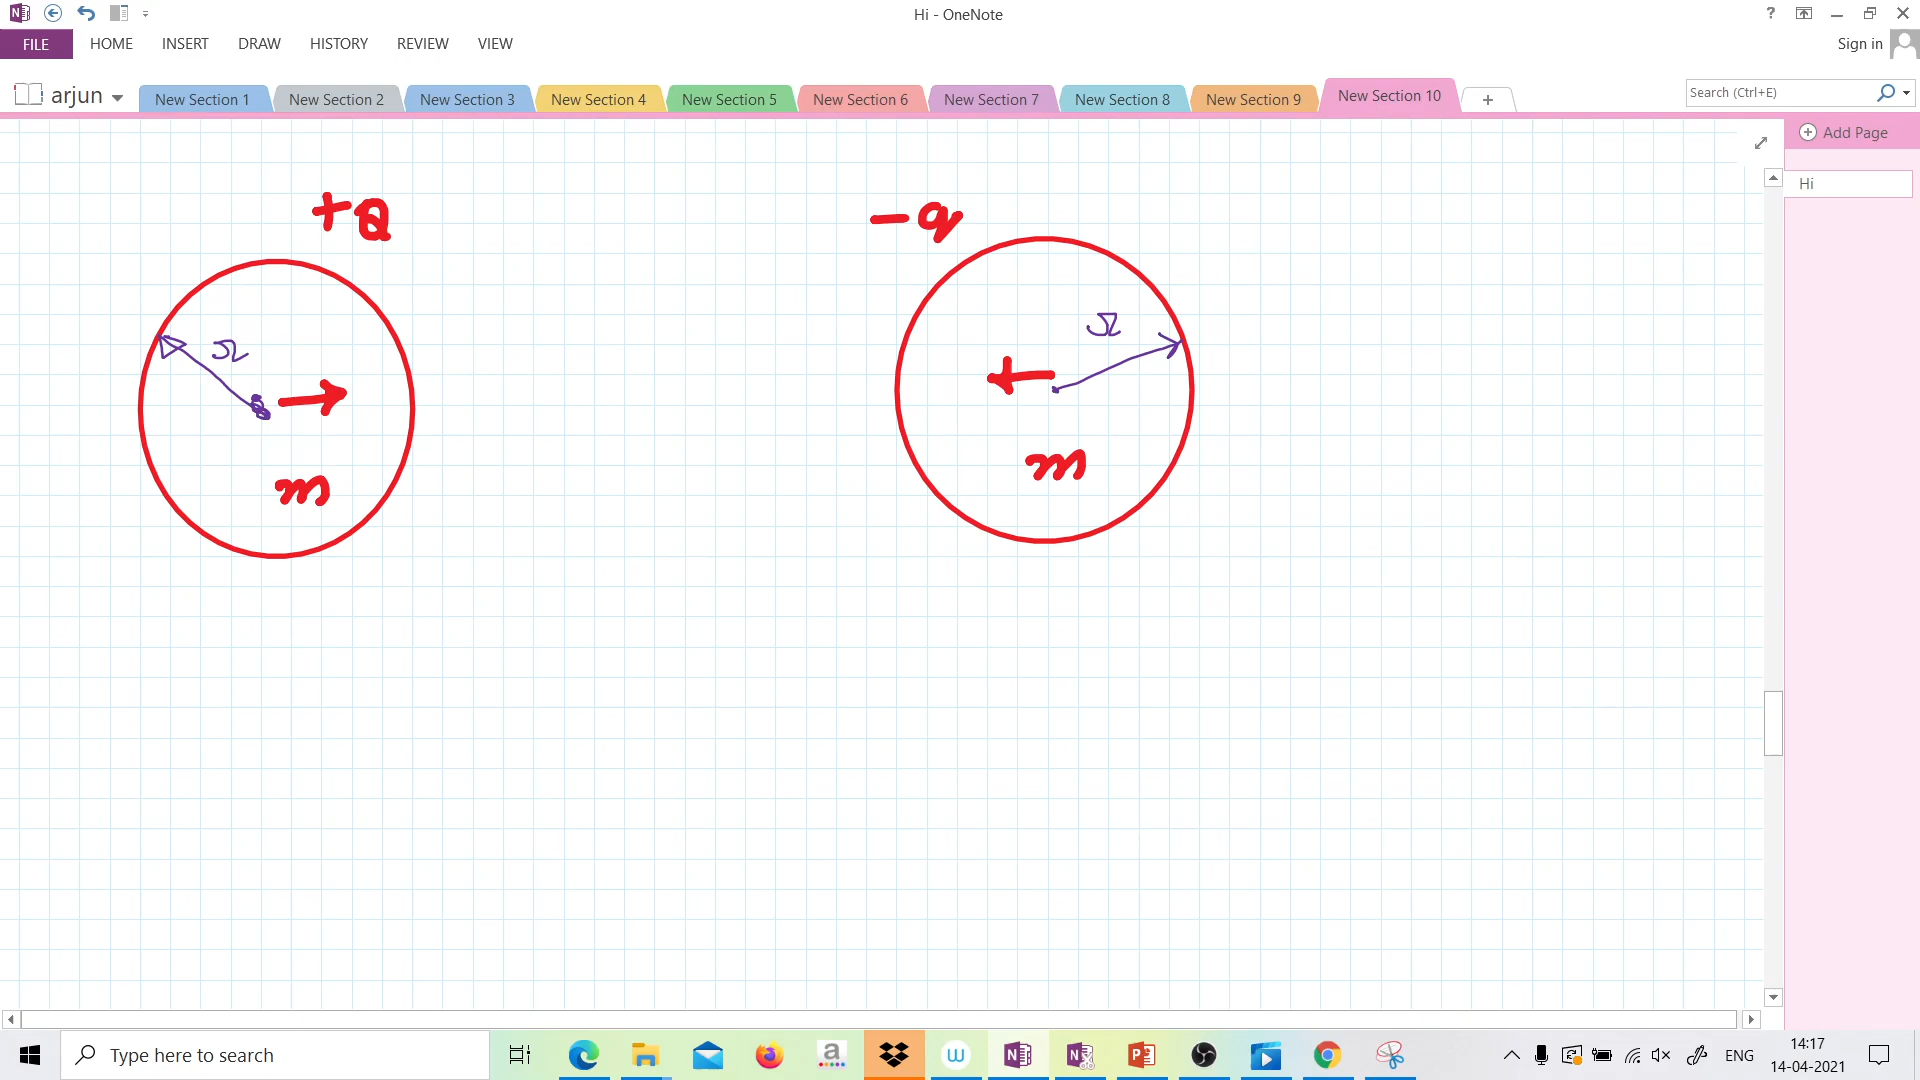 Hi - OneNote
?
FILE HOME INSERT DRAW HISTORY REVIEW VIEW
Sign in
arjun
New Section 1 New Section 2 New Section 3 New Section 4 New Section 5 New Section 6 New Section 7 New Section 8 New Section 9 New Section 10 +
Search (Ctrl+E)
Add Page
Hi
+Q
-q
r
r
m
m
Type here to search
ENG
14:17
14-04-2021